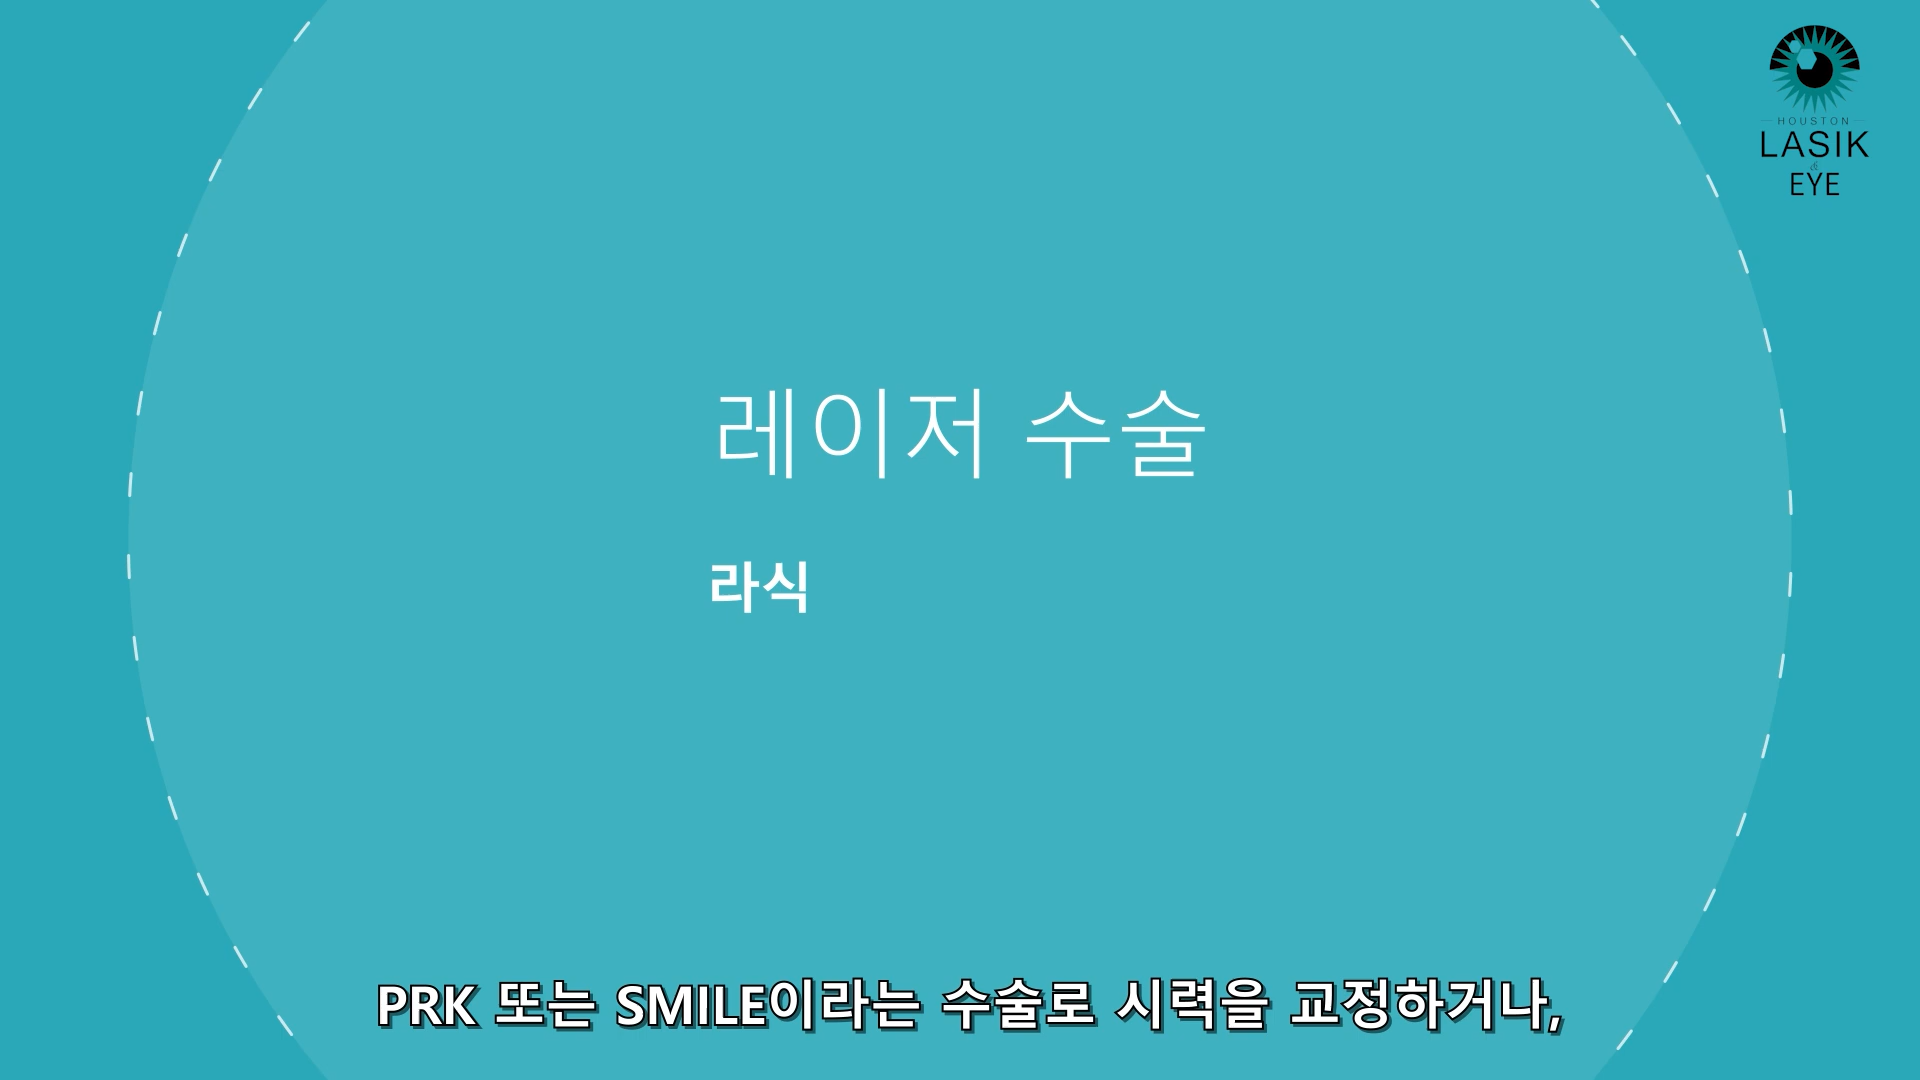 HOUSTON
LASIK
&
EYE
레이저 수술
라식
PRK 또는 SMILE이라는 수술로 시력을 교정하거나,